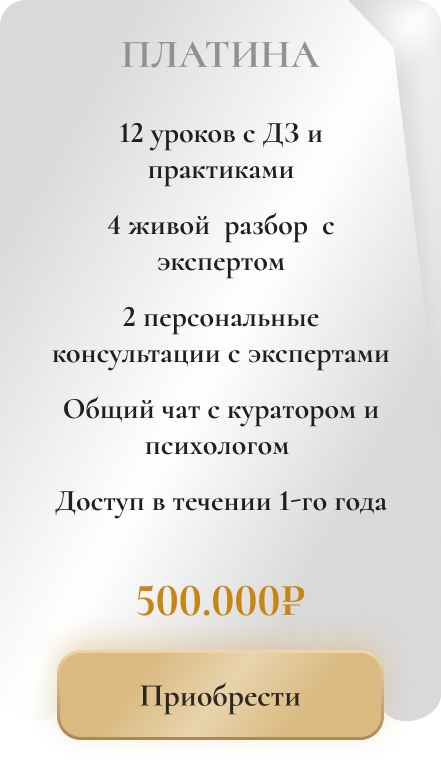 ПЛАТИНА
12 уроков с ДЗ и
практиками
4 живой разбор с
экспертом
2 персональные
консультации с экспертами
Общий чат с куратором и
психологом
Доступ в течении 1-го года
500.000₽
Приобрести